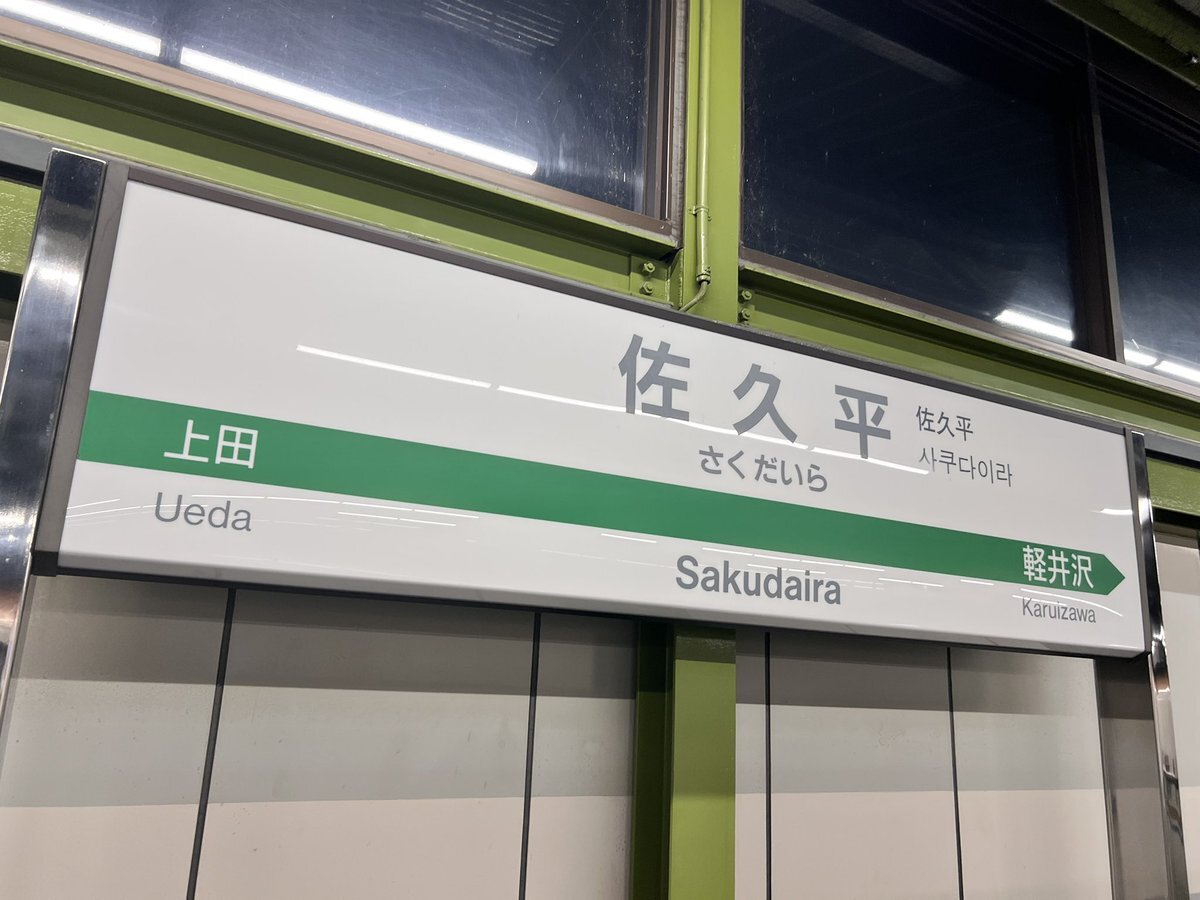 佐久平
佐久平
사쿠다이라
さくだいら
上田
軽井沢
Ueda
Sakudaira
Karuizawa